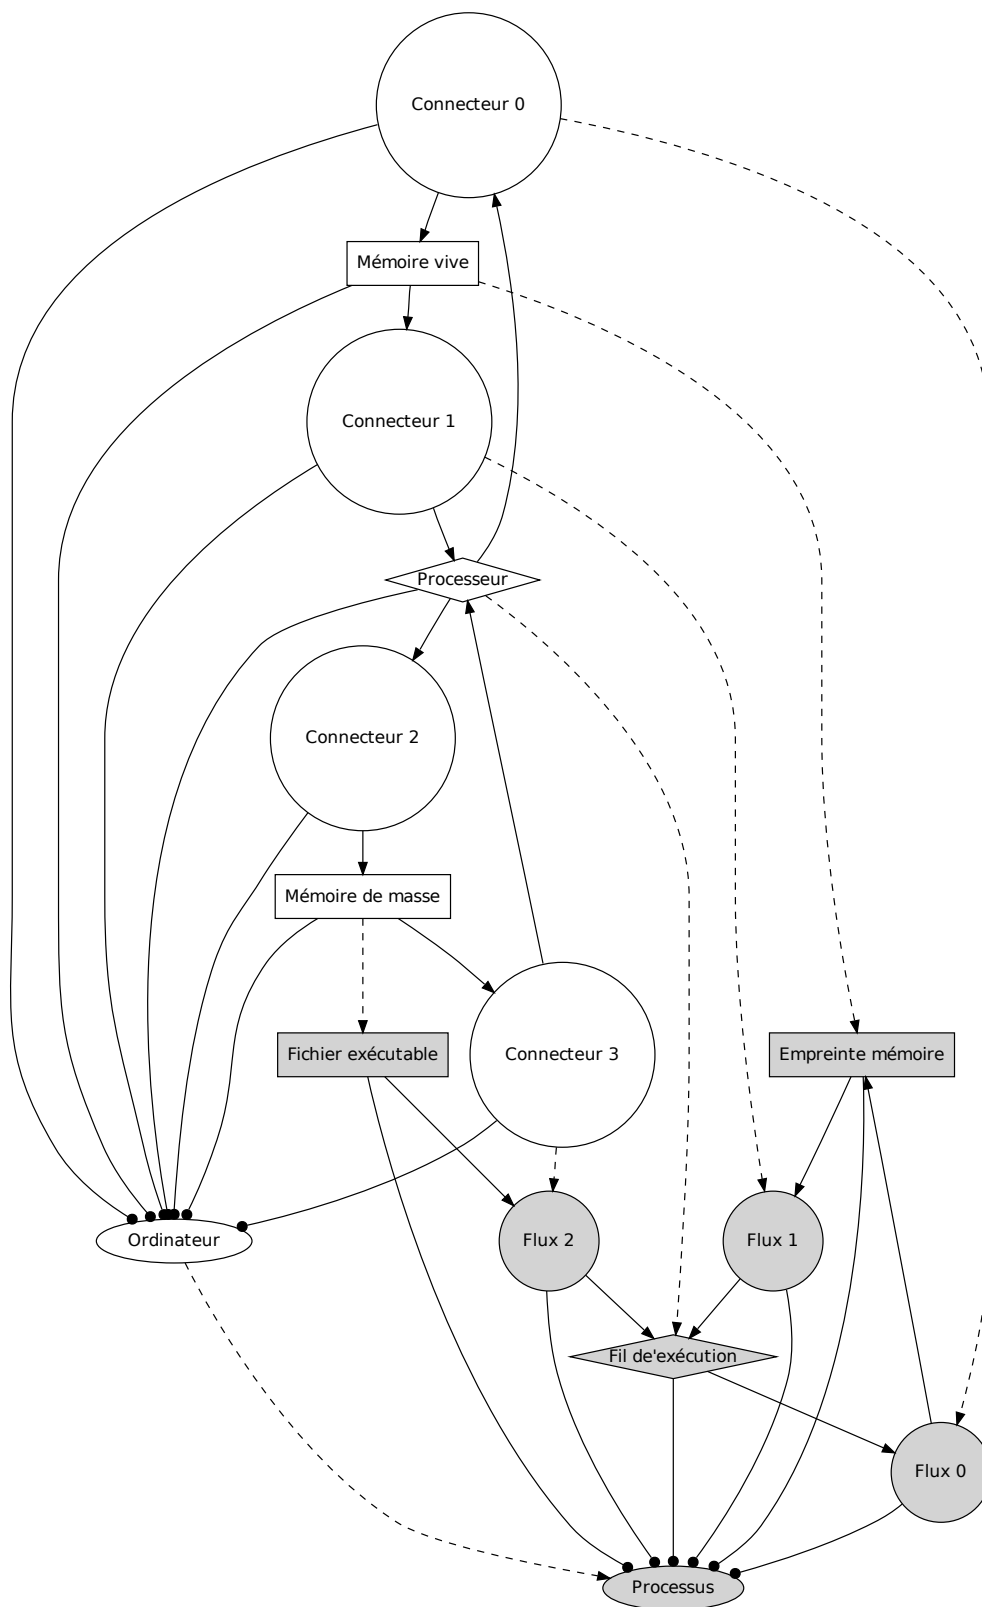 Connecteur 0
Mémoire vive
Connecteur 1
Processeur
Connecteur 2
Mémoire de masse
Fichier exécutable
Connecteur 3
Empreinte mémoire
Ordinateur
Flux 2
Flux 1
Fil de'exécution
Flux 0
Processus